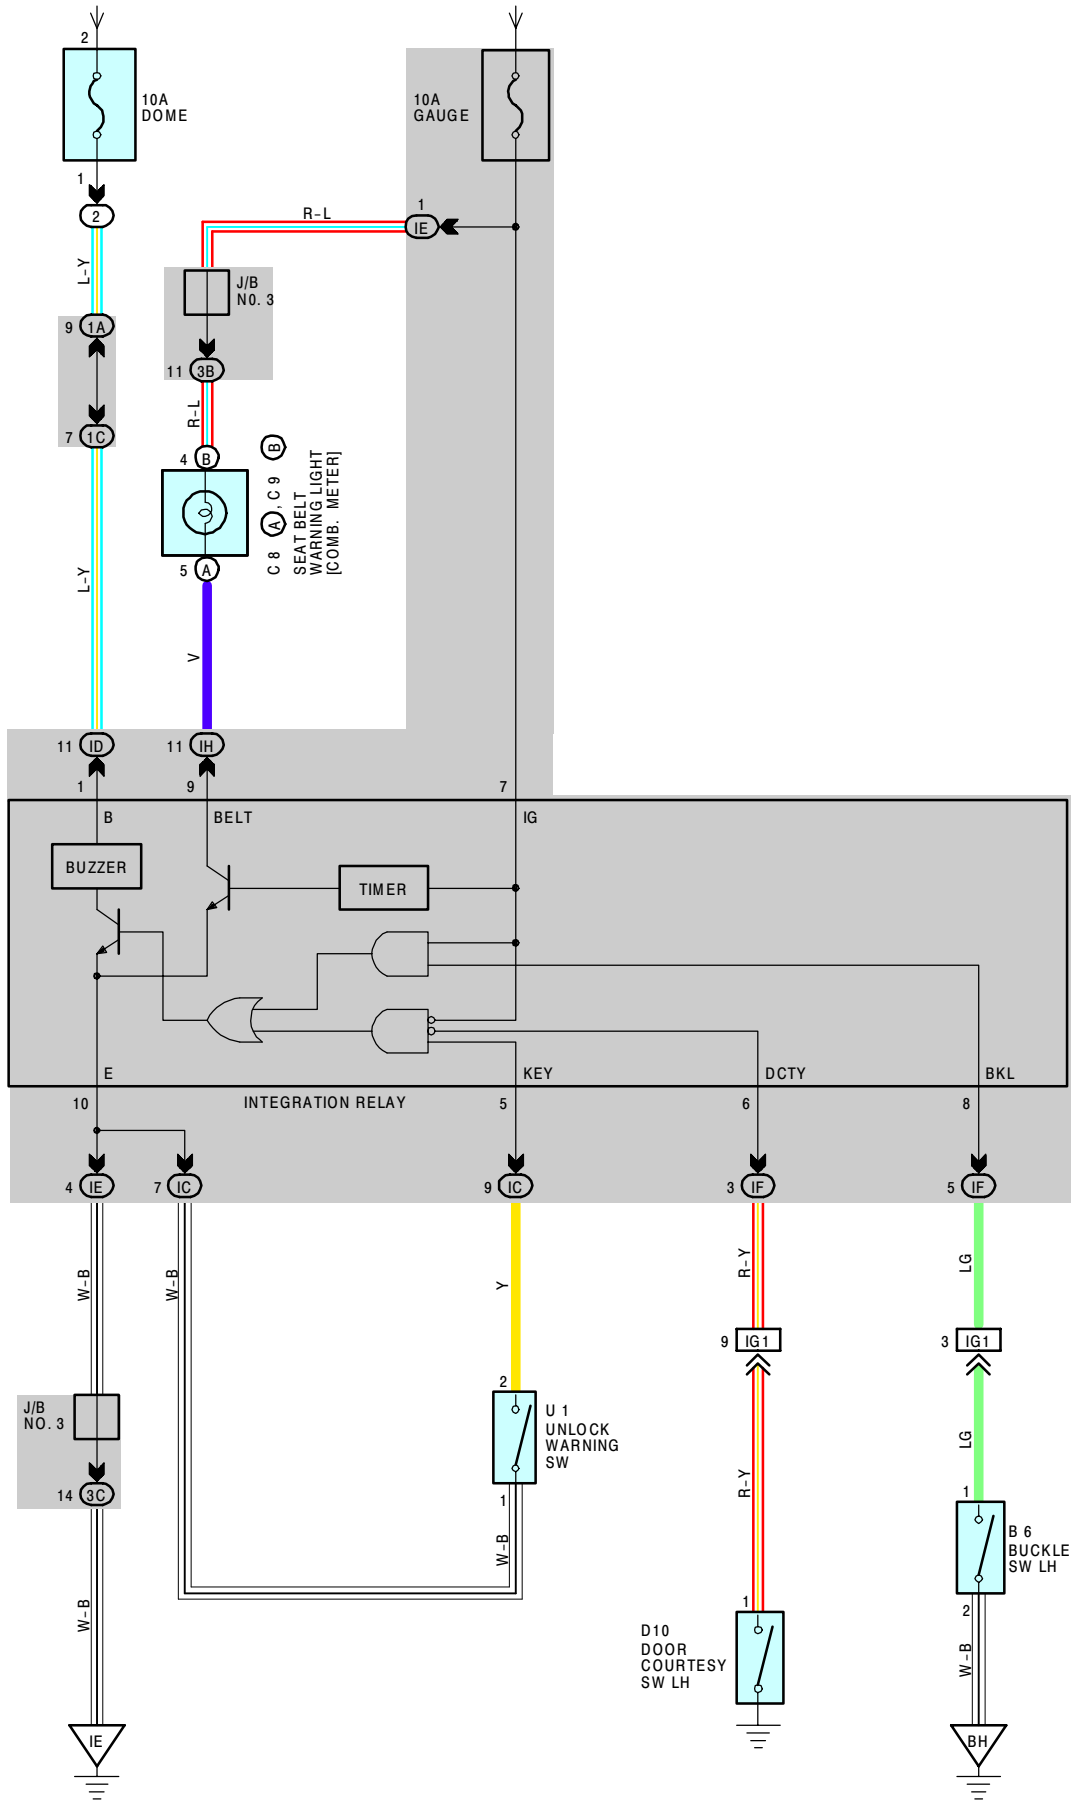 2
10A
DOME
1
2
L-Y
9 1A
7 1C
L-Y
10A
GAUGE
1
IE
R-L
J/B
N0. 3
11 3B
R-L
4 B
5 A
C 8 A , C 9 B
SEAT BELT
WARNING LIGHT
[COMB. METER]
V
11 ID
11 IH
1
9
7
B
BELT
IG
BUZZER
TIMER
E
KEY
DCTY
BKL
10
INTEGRATION RELAY
5
6
8
4 IE
7 IC
9 IC
3 IF
5 IF
W-B
W-B
Y
R-Y
LG
9 IG1
3 IG1
J/B
NO. 3
14 3C
2
U 1
UNLOCK
WARNING
SW
1
W-B
R-Y
LG
1
B 6
BUCKLE
SW LH
2
W-B
W-B
1
D10
DOOR
COURTESY
SW LH
IE
BH